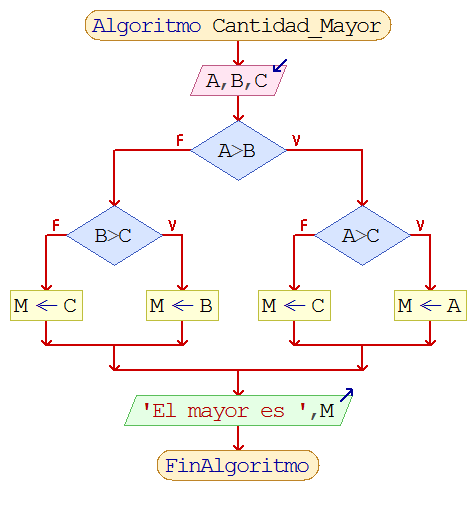 Algoritmo Cantidad_Mayor
A,B,C
A>B
F
V
B>C
F
V
A>C
F
V
M ← C
M ← B
M ← C
M ← A
'El mayor es ',M
FinAlgoritmo